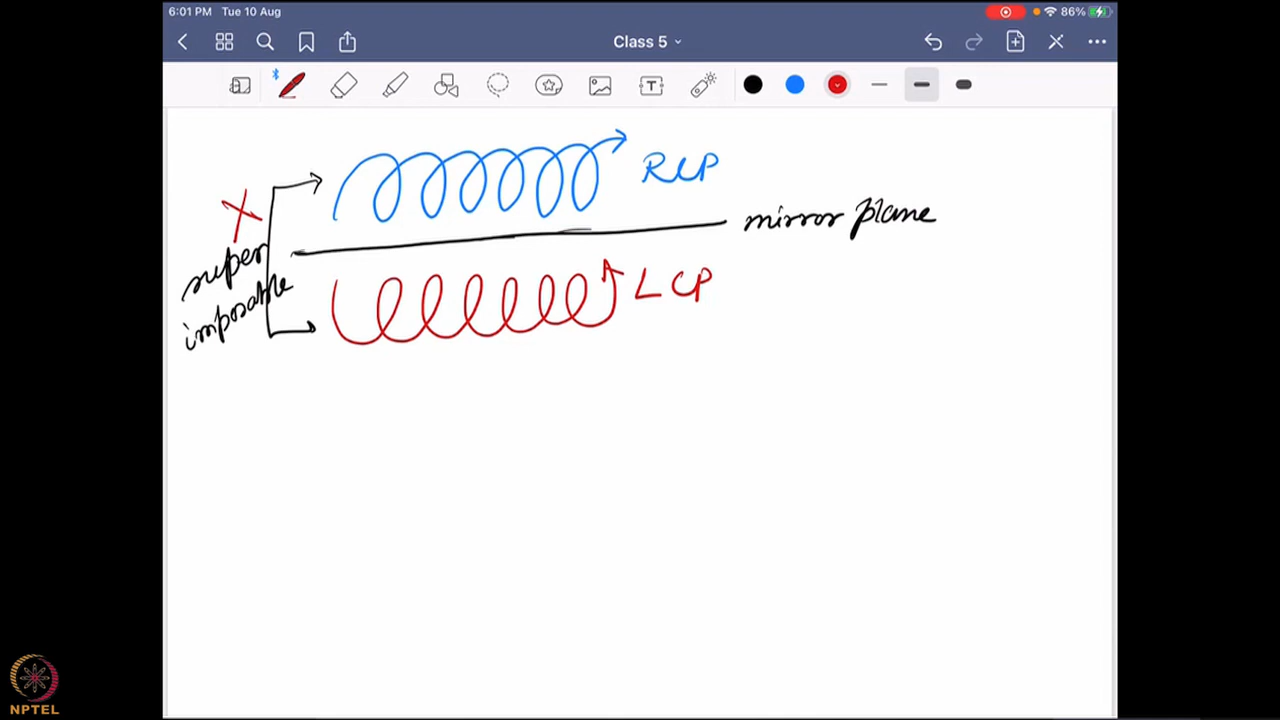 6:01 PM Tue 10 Aug
86%
Class 5
T
RCP
X
mirror plane
super
imposable
LCP
NPTEL